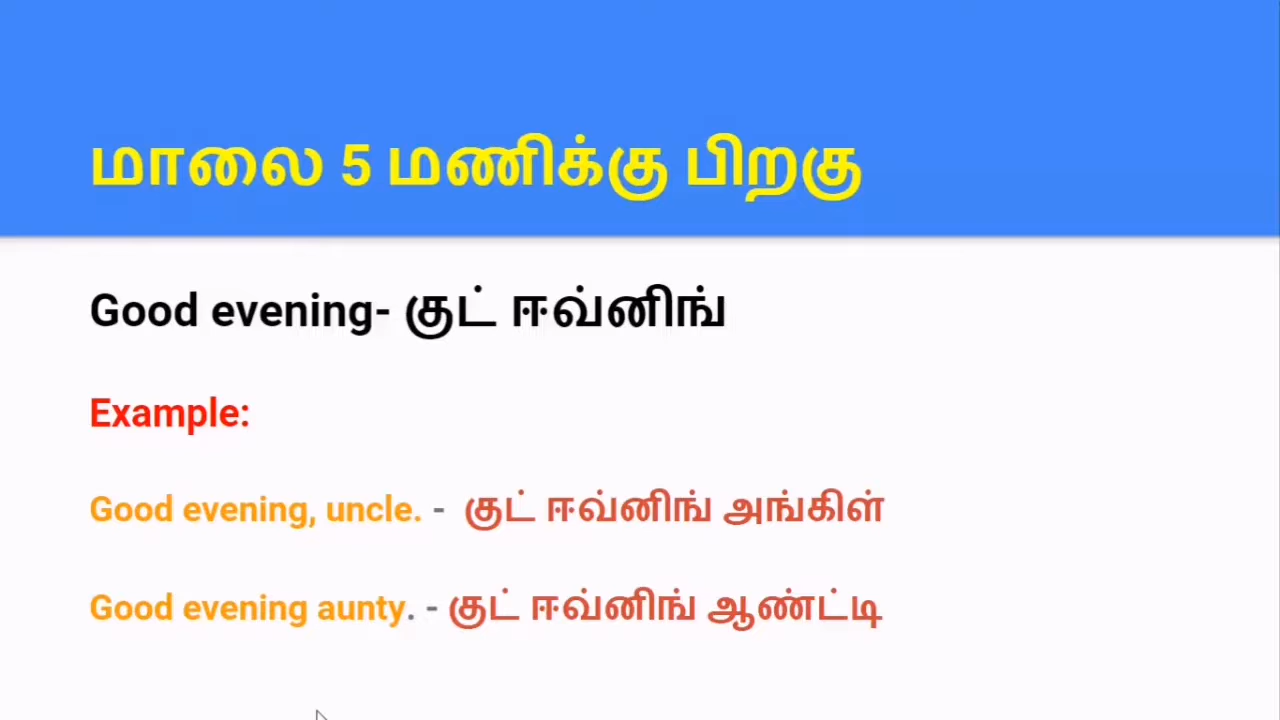 மாலை 5 மணிக்கு பிறகு
Good evening- குட் ஈவ்னிங்
Example:
Good evening, uncle. - குட் ஈவ்னிங் அங்கிள்
Good evening aunty. - குட் ஈவ்னிங் ஆண்ட்டி